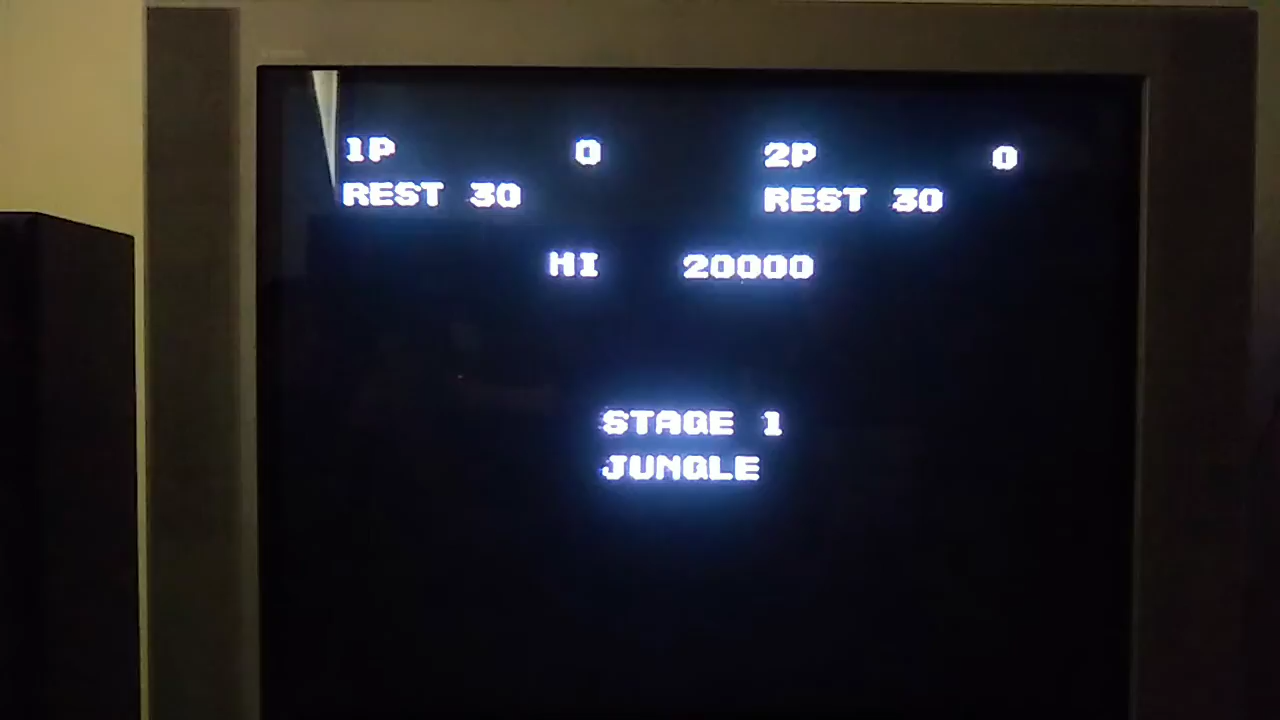 1P 0 2P 0
REST 30 REST 30
HI 20000
STAGE 1
JUNGLE